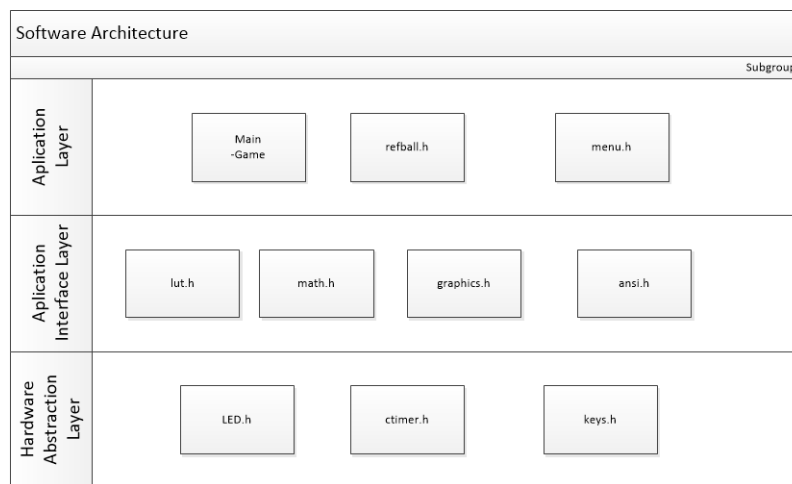 Software Architecture
Subgroup
Aplication
Layer
Main
-Game
refball.h
menu.h
Aplication
Interface Layer
lut.h
math.h
graphics.h
ansi.h
Hardware
Abstraction
Layer
LED.h
ctimer.h
keys.h